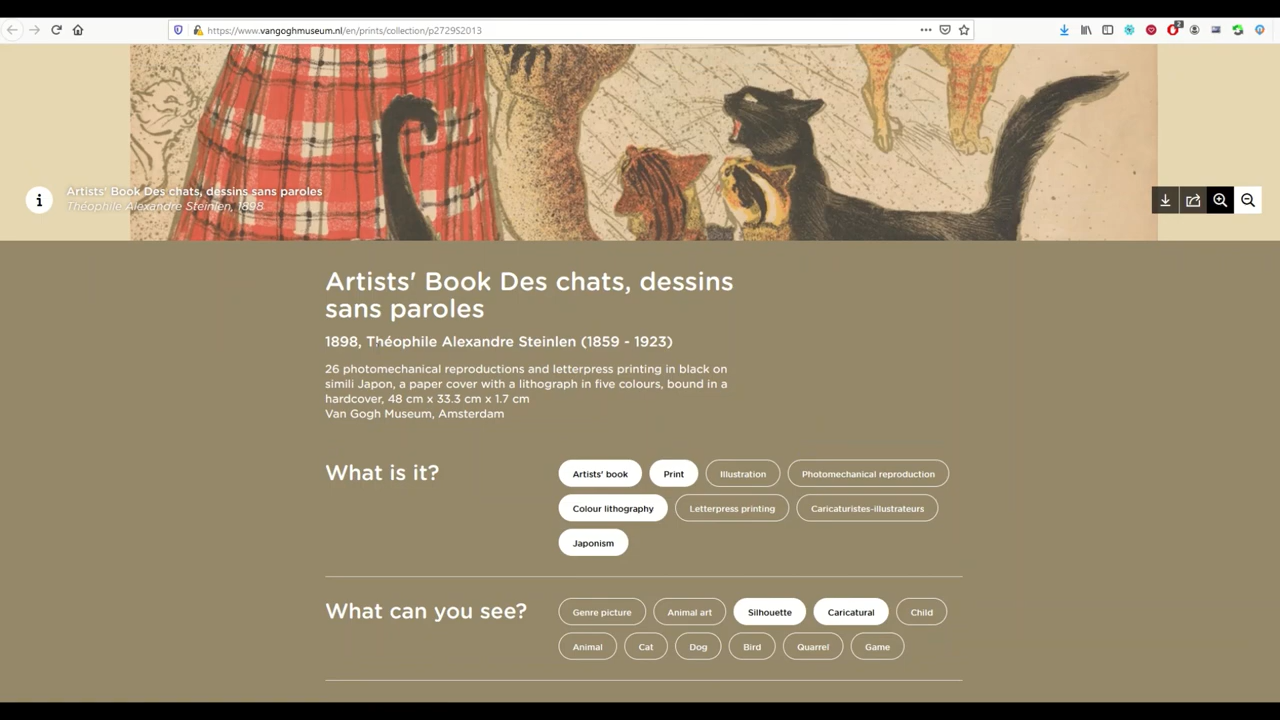 https://www.vangoghmuseum.nl/en/prints/collection/p2729S2013
2
Artists' Book Des chats, dessins sans paroles
Théophile Alexandre Steinlen, 1898
Artists' Book Des chats, dessins
sans paroles
1898, Théophile Alexandre Steinlen (1859 - 1923)
26 photomechanical reproductions and letterpress printing in black on
simili Japon, a paper cover with a lithograph in five colours, bound in a
hardcover, 48 cm x 33.3 cm x 1.7 cm
Van Gogh Museum, Amsterdam
What is it?
Artists' book Print Illustration Photomechanical reproduction
Colour lithography Letterpress printing Caricaturistes-illustrateurs
Japonism
What can you see?
Genre picture Animal art Silhouette Caricatural Child
Animal Cat Dog Bird Quarrel Game